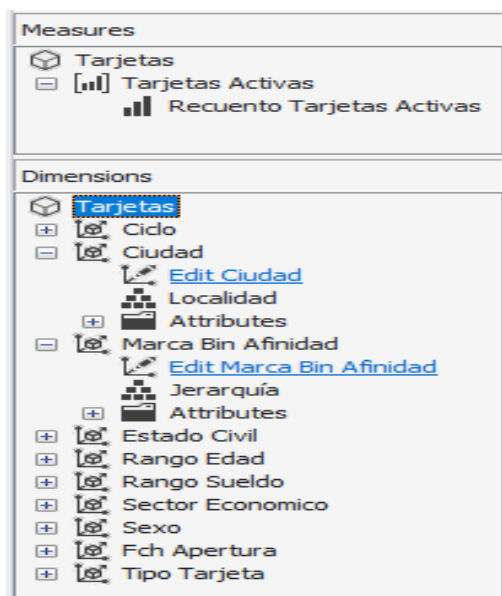 Measures
Tarjetas
Tarjetas Activas
Recuento Tarjetas Activas
Dimensions
Tarjetas
Ciclo
Ciudad
Edit Ciudad
Localidad
Attributes
Marca Bin Afinidad
Edit Marca Bin Afinidad
Jerarquía
Attributes
Estado Civil
Rango Edad
Rango Sueldo
Sector Economico
Sexo
Fch Apertura
Tipo Tarjeta